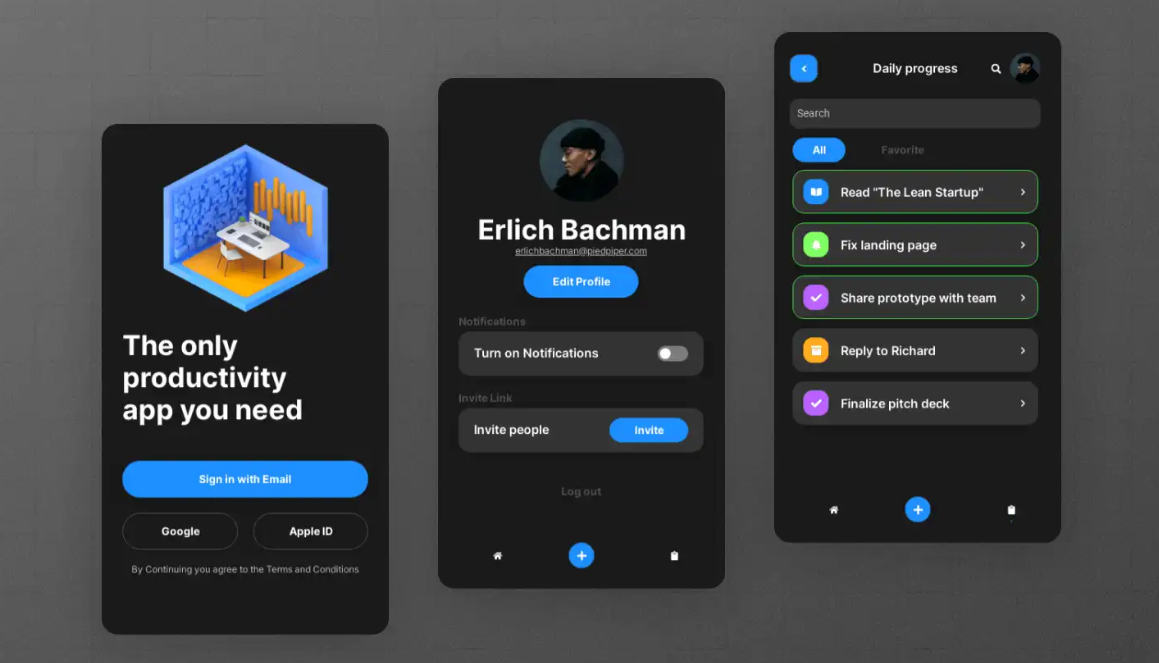 The only
productivity
app you need
Sign in with Email
Google
Apple ID
By Continuing you agree to the Terms and Conditions
Erlich Bachman
erlichbachman@piedpiper.com
Edit Profile
Notifications
Turn on Notifications
Invite Link
Invite people
Invite
Log out
Daily progress
Search
All
Favorite
Read "The Lean Startup"
Fix landing page
Share prototype with team
Reply to Richard
Finalize pitch deck